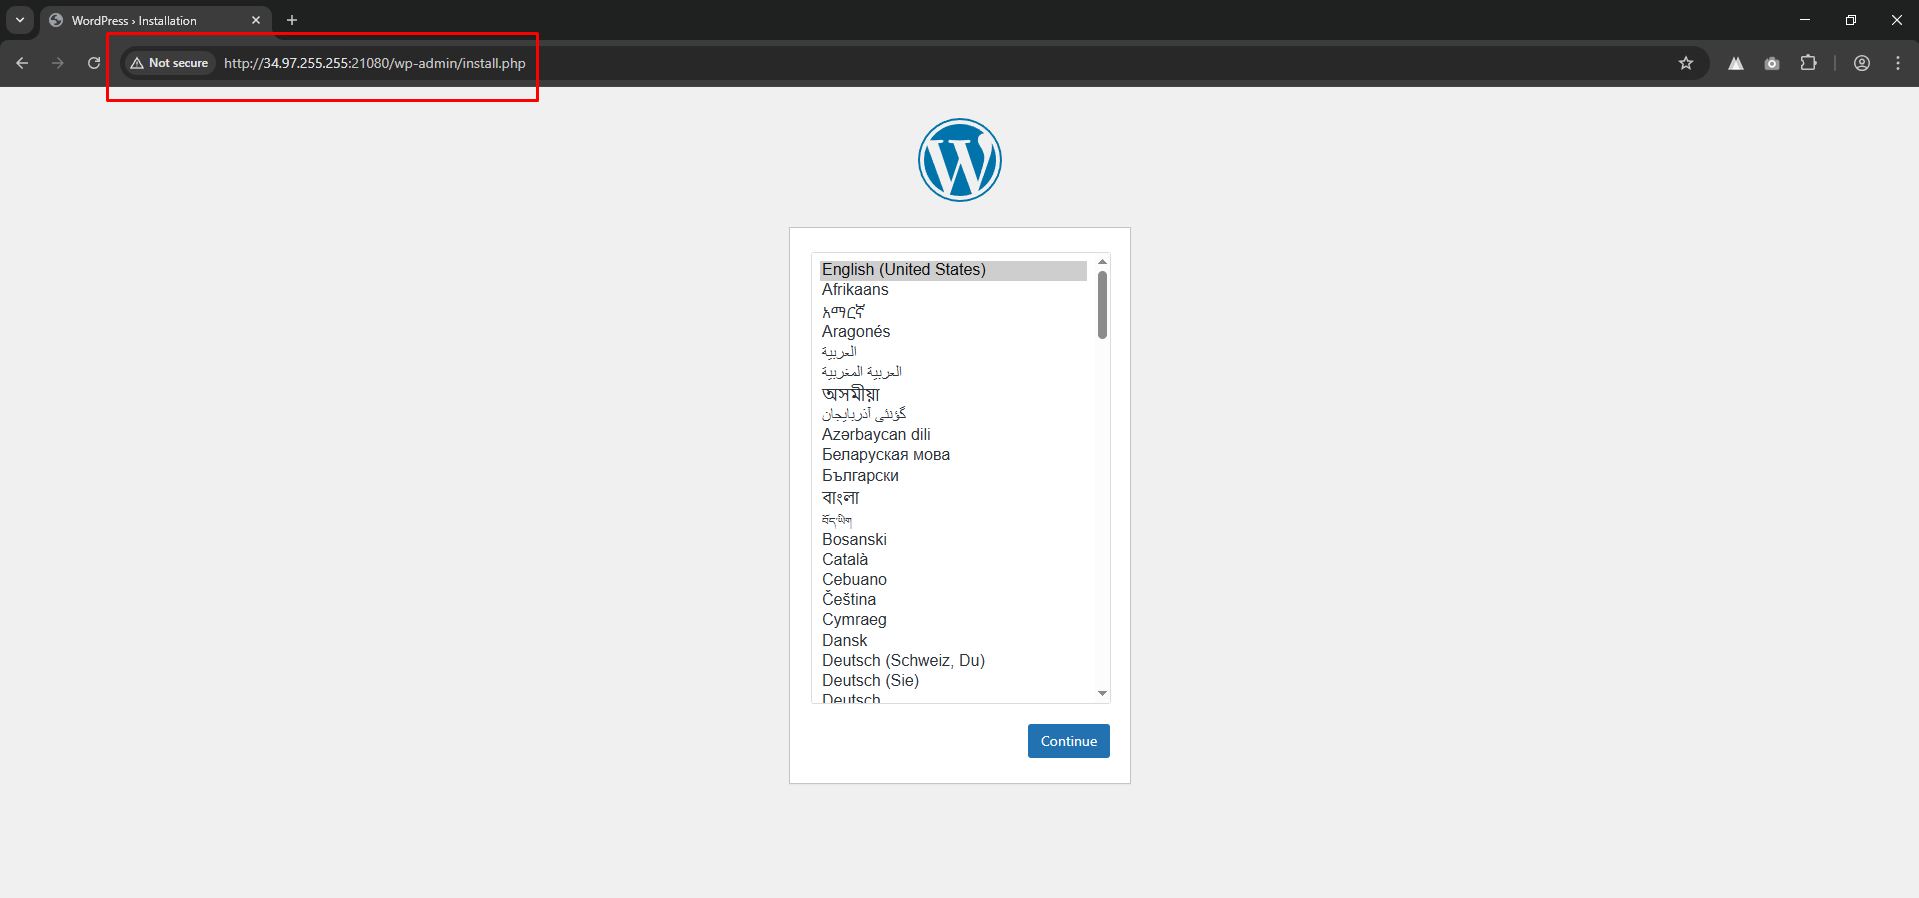 WordPress › Installation
Not secure
http://34.97.255.255:21080/wp-admin/install.php
English (United States)
Afrikaans
አማርኛ
Aragonés
العربية
العربية المغربية
অসমীয়া
گؤنئی آذربایجان
Azərbaycan dili
Беларуская мова
Български
বাংলা
བོད་ཡིག
Bosanski
Català
Cebuano
Čeština
Cymraeg
Dansk
Deutsch (Schweiz, Du)
Deutsch (Sie)
Deutsch
Continue